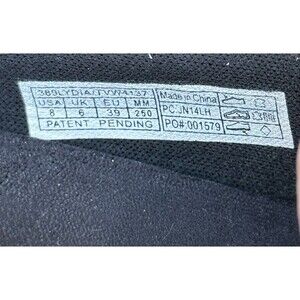 389LYDIA/TVW4137
USA UK EU MM
8 6 39 250
PATENT PENDING
Made in China
PC:JN14LH
PO#:001579